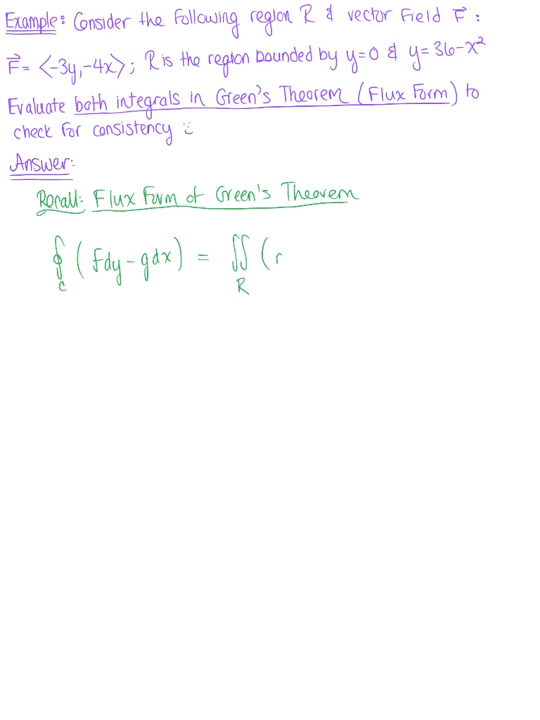 Example: Consider the following region R & vector field F⃗ :
F⃗ = ⟨-3y, -4x⟩ ; R is the region bounded by y=0 & y= 36-x²
Evaluate both integrals in Green's Theorem (Flux Form) to
check for consistency :)
Answer:
Recall: Flux Form of Green's Theorem
∮_C ( f dy - g dx ) = ∬_R (